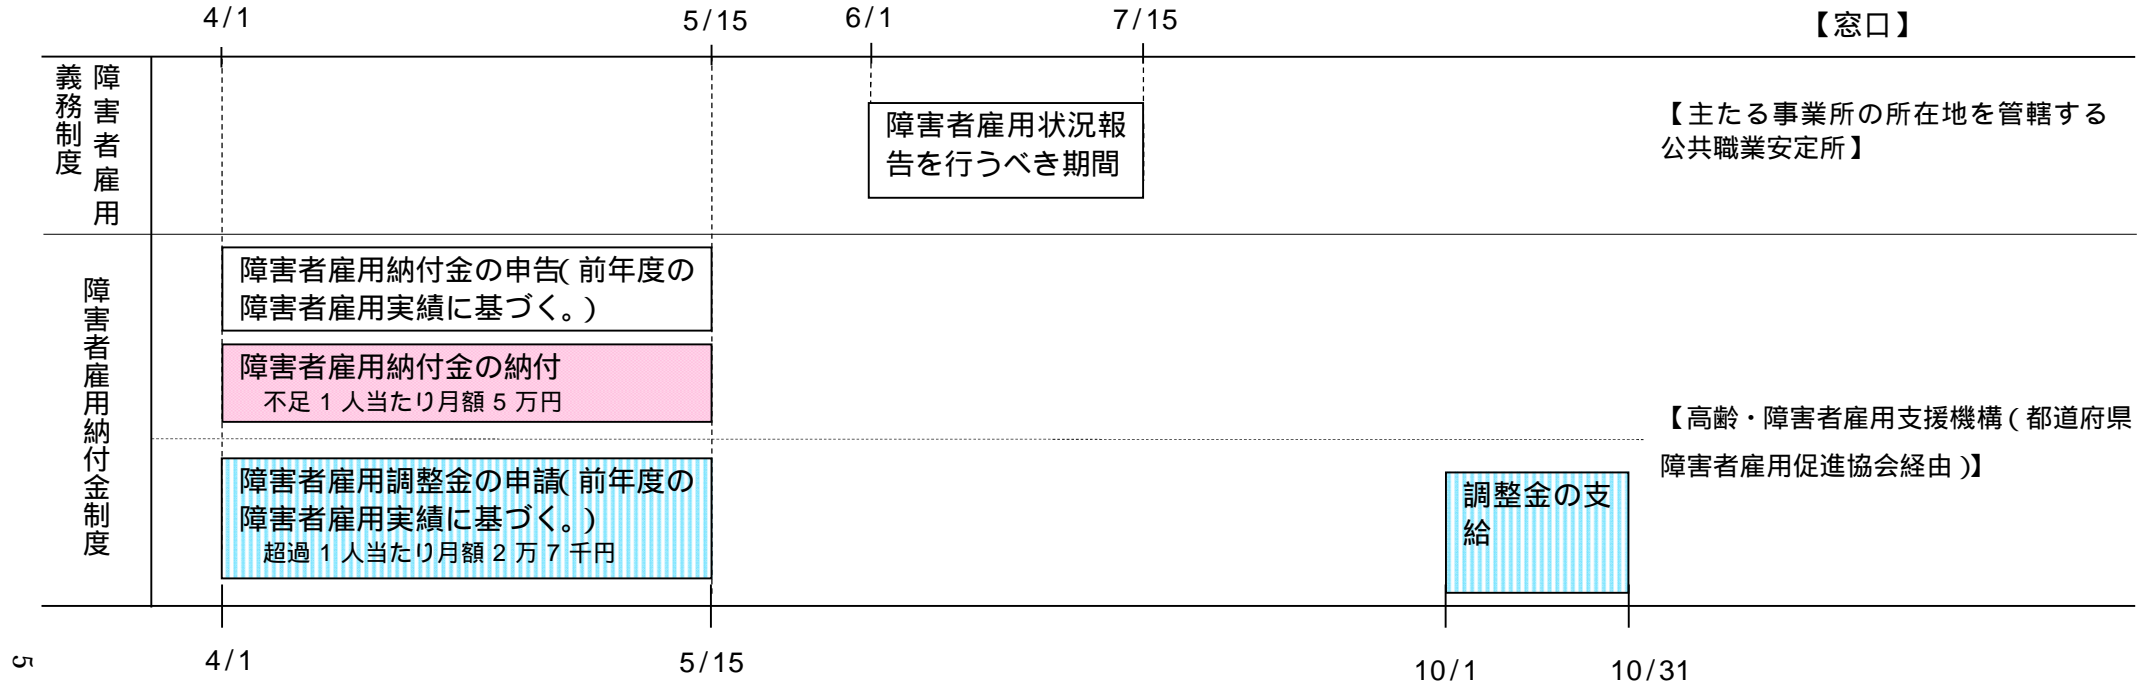 4/1
5/15
6/1
7/15
【窓口】
障害者雇用
義務制度
障害者雇用状況報
告を行うべき期間
【主たる事業所の所在地を管轄する
公共職業安定所】
障害者雇用納付金制度
障害者雇用納付金の申告(前年度の
障害者雇用実績に基づく。)
障害者雇用納付金の納付
不足1人当たり月額5万円
障害者雇用調整金の申請(前年度の
障害者雇用実績に基づく。)
超過1人当たり月額2万7千円
調整金の支
給
【高齢・障害者雇用支援機構(都道府県
障害者雇用促進協会経由)】
4/1
5/15
10/1
10/31
5